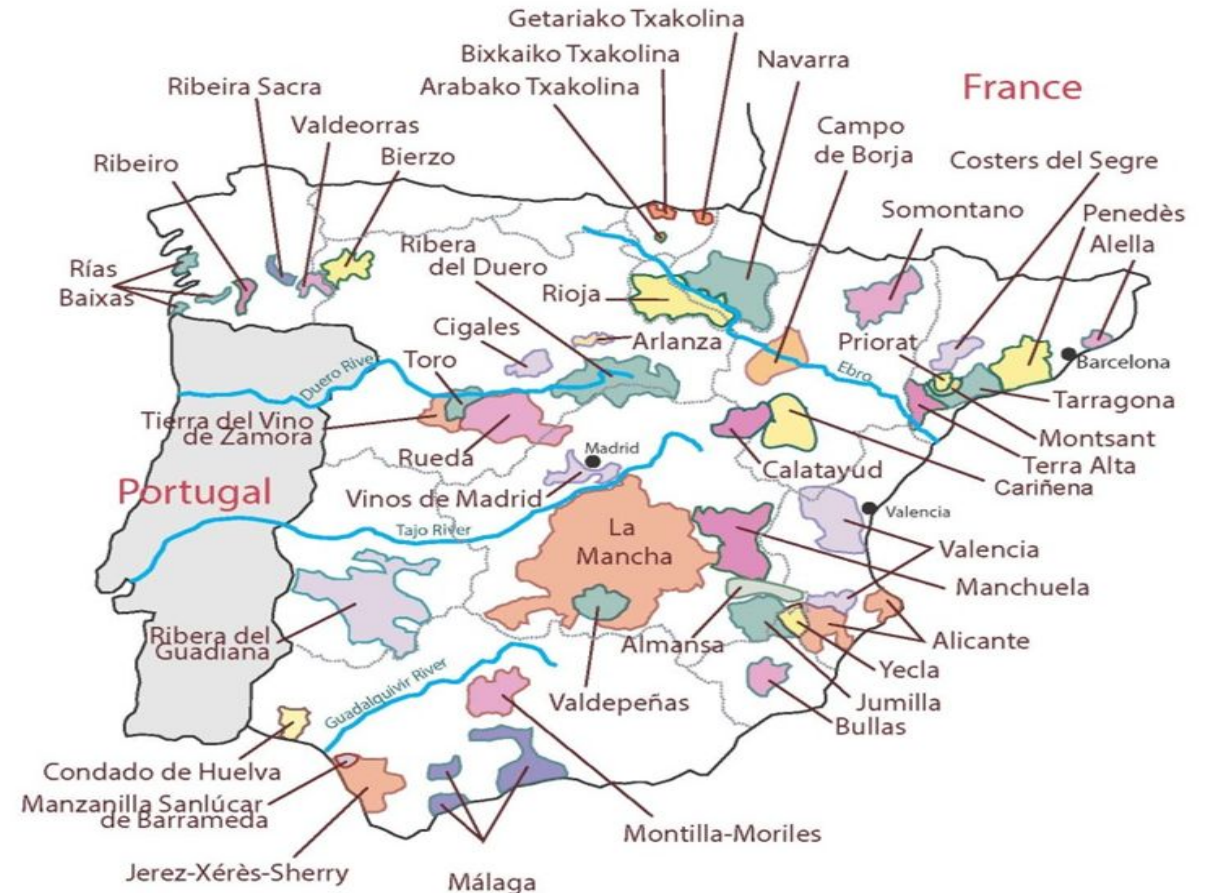 Getariako Txakolina
Bixkaiko Txakolina
Navarra
Ribeira Sacra
Arabako Txakolina
France
Valdeorras
Campo
de Borja
Ribeiro
Bierzo
Costers del Segre
Somontano
Penedès
Alella
Rías
Baixas
Ribera
del Duero
Rioja
Cigales
Arlanza
Priorat
Barcelona
Toro
Ebro
Duero River
Tarragona
Tierra del Vino
de Zamora
Montsant
Rueda
Madrid
Calatayud
Terra Alta
Cariñena
Portugal
Vinos de Madrid
Valencia
Tajo River
La
Mancha
Valencia
Manchuela
Ribera del
Guadiana
Almansa
Alicante
Yecla
Guadalquivir River
Valdepeñas
Jumilla
Bullas
Condado de Huelva
Manzanilla Sanlúcar
de Barrameda
Montilla-Moriles
Jerez-Xérès-Sherry
Málaga